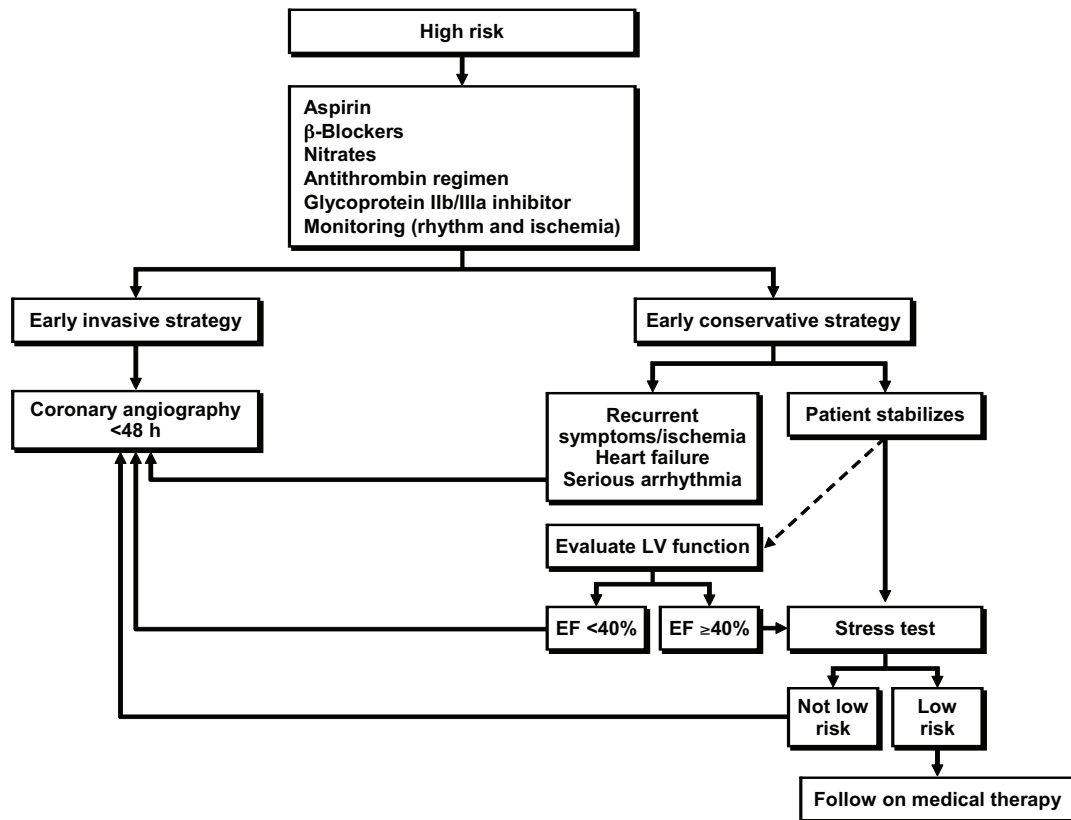 High risk
Aspirin
β-Blockers
Nitrates
Antithrombin regimen
Glycoprotein IIb/IIIa inhibitor
Monitoring (rhythm and ischemia)
Early invasive strategy
Early conservative strategy
Coronary angiography
<48 h
Recurrent
symptoms/ischemia
Heart failure
Serious arrhythmia
Patient stabilizes
Evaluate LV function
EF <40%
EF ≥40%
Stress test
Not low
risk
Low
risk
Follow on medical therapy